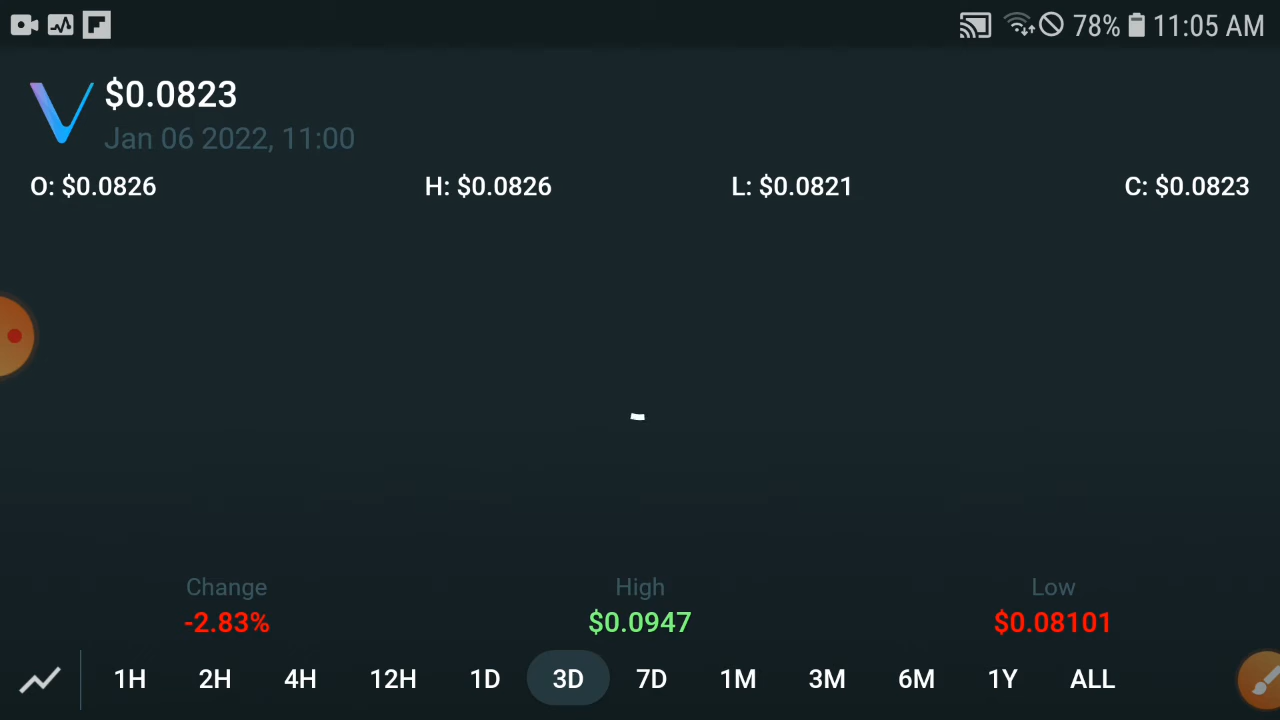 78% 11:05 AM
$0.0823
Jan 06 2022, 11:00
O: $0.0826 H: $0.0826 L: $0.0821 C: $0.0823
Change High Low
-2.83% $0.0947 $0.08101
1H 2H 4H 12H 1D 3D 7D 1M 3M 6M 1Y ALL